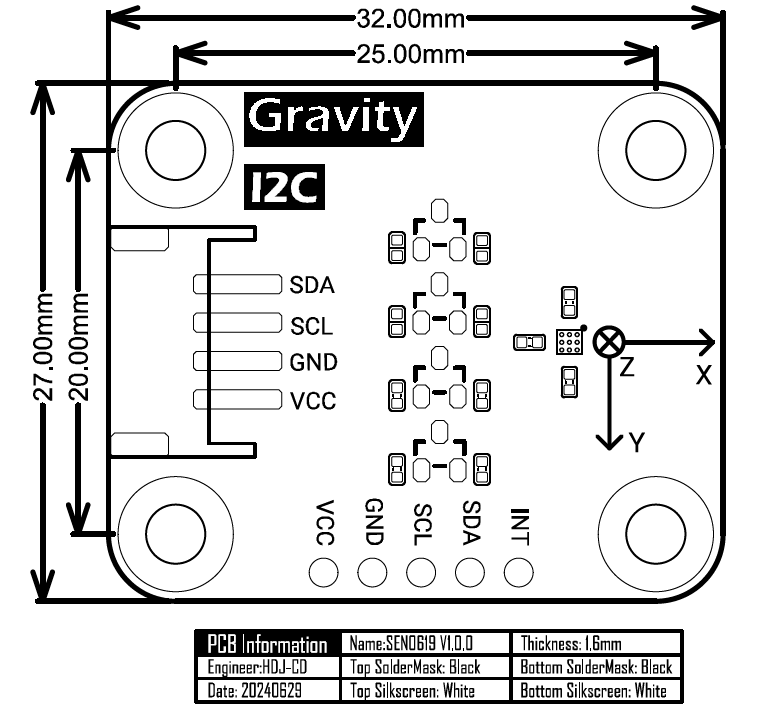 32.00mm
25.00mm
Gravity
I2C
27.00mm
20.00mm
SDA
SCL
GND
VCC
Z
X
Y
VCC GND SCL SDA INT
PCB Information Name:SEN0619 V1.0.0 Thickness: 1.6mm
Engineer:HDJ-CD Top SolderMask: Black Bottom SolderMask: Black
Date: 20240629 Top Silkscreen: White Bottom Silkscreen: White